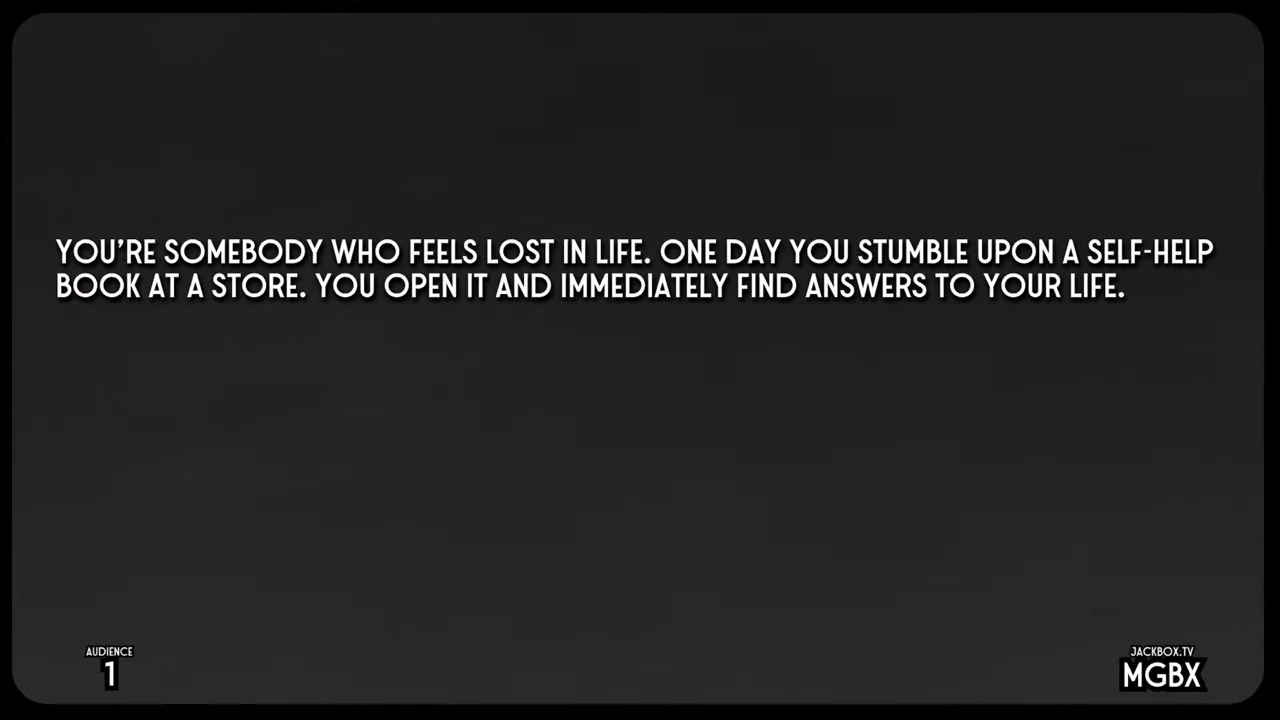 YOU'RE SOMEBODY WHO FEELS LOST IN LIFE. ONE DAY YOU STUMBLE UPON A SELF-HELP
BOOK AT A STORE. YOU OPEN IT AND IMMEDIATELY FIND ANSWERS TO YOUR LIFE.
AUDIENCE
1
JACKBOX.TV
MGBX